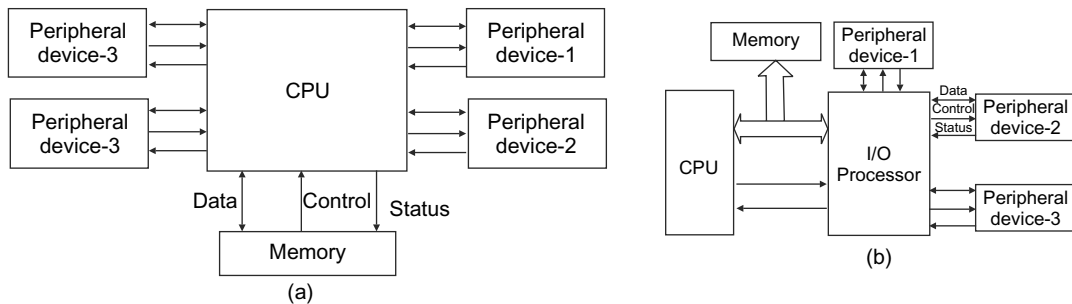 Peripheral
device-3
Peripheral
device-1
CPU
Peripheral
device-3
Peripheral
device-2
Data
Control
Status
Memory
(a)
Memory
Peripheral
device-1
Data
Control
Status
Peripheral
device-2
CPU
I/O
Processor
Peripheral
device-3
(b)